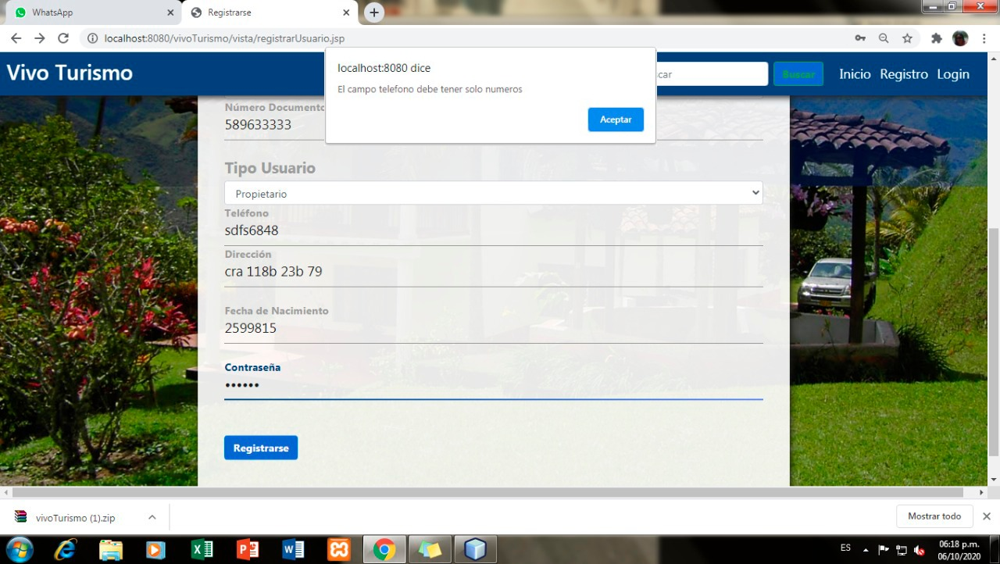 WhatsApp
Registrarse
localhost:8080/vivoTurismo/vista/registrarUsuario.jsp
Vivo Turismo
car
Buscar
Inicio Registro Login
localhost:8080 dice
El campo telefono debe tener solo numeros
Aceptar
Número Documento
589633333
Tipo Usuario
Propietario
Teléfono
sdfs6848
Dirección
cra 118b 23b 79
Fecha de Nacimiento
2599815
Contraseña
••••••
Registrarse
vivoTurismo (1).zip
Mostrar todo
ES
06:18 p.m.
06/10/2020